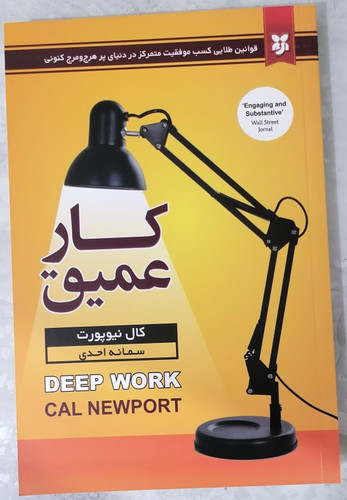 قوانین طلایی کسب موفقیت متمرکز در دنیای پر هرج‌ومرج کنونی
'Engaging and
Substantive'
Wall Street
Jornal
کار
عمیق
کال نیوپورت
سمانه احدی
DEEP WORK
CAL NEWPORT